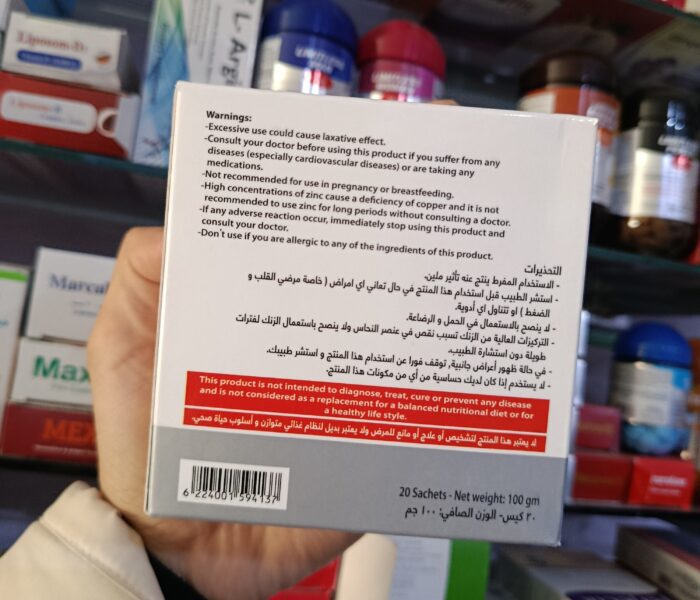 Liposom-D3
Liposom
L-Arg
LIMITLESS
LIMITLESS
Marcal
Max
MEX
Warnings:
-Excessive use could cause laxative effect.
-Consult your doctor before using this product if you suffer from any
diseases (especially cardiovascular diseases) or are taking any
medications.
-Not recommended for use in pregnancy or breastfeeding.
-High concentrations of zinc cause a deficiency of copper and it is not
recommended to use zinc for long periods without consulting a doctor.
-If any adverse reaction occur, immediately stop using this product and
consult your doctor.
-Don't use if you are allergic to any of the ingredients of this product.
التحذيرات
- الاستخدام المفرط ينتج عنه تأثير ملين.
- استشر الطبيب قبل استخدام هذا المنتج في حال تعاني اي امراض ( خاصة مرضي القلب و
الضغط ) او تتناول اي أدوية.
- لا ينصح بالاستعمال في الحمل و الرضاعة.
- التركيزات العالية من الزنك تسبب نقص في عنصر النحاس ولا ينصح باستعمال الزنك لفترات
طويلة دون استشارة الطبيب.
- في حالة ظهور أعراض جانبية, توقف فورا عن استخدام هذا المنتج و استشر طبيبك.
- لا يستخدم إذا كان لديك حساسية من أي من مكونات هذا المنتج.
This product is not intended to diagnose, treat, cure or prevent any disease
and is not considered as a replacement for a balanced nutritional diet or for
a healthy life style.
لا يعتبر هذا المنتج لتشخيص أو علاج أو مانع للمرض ولا يعتبر بديل لنظام غذائي متوازن و أسلوب حياة صحي.
6 224001 594137
20 Sachets - Net weight: 100 gm
٢٠ كيس- الوزن الصافي: ١٠٠ جم